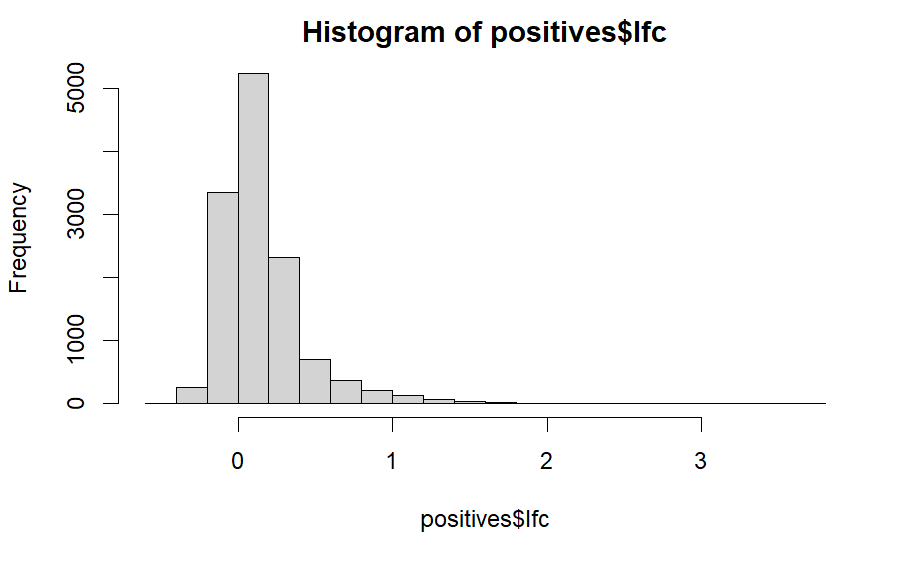 Histogram of positives$lfc
5000
3000
1000
0
Frequency
0 1 2 3
positives$lfc